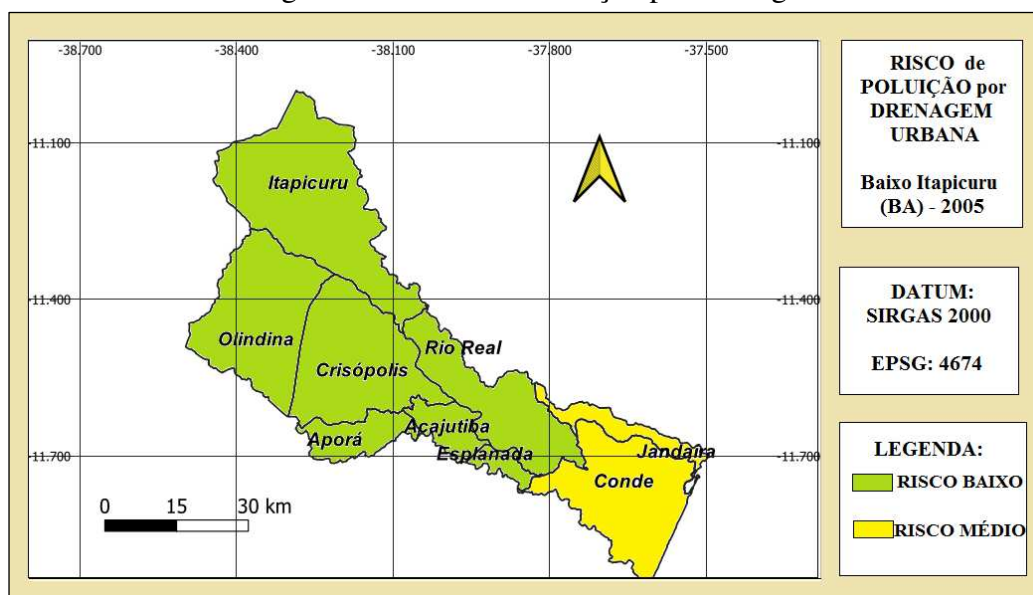 -38.700 -38.400 -38.100 -37.800 -37.500
-11.100 -11.100
-11.400 -11.400
-11.700 -11.700
Itapicuru
Olindina
Rio Real
Crisópolis
Acajutiba
Aporá
Esplanada
Jandaíra
Conde
0 15 30 km
RISCO de
POLUIÇÃO por
DRENAGEM
URBANA
Baixo Itapicuru
(BA) - 2005
DATUM:
SIRGAS 2000
EPSG: 4674
LEGENDA:
RISCO BAIXO
RISCO MÉDIO